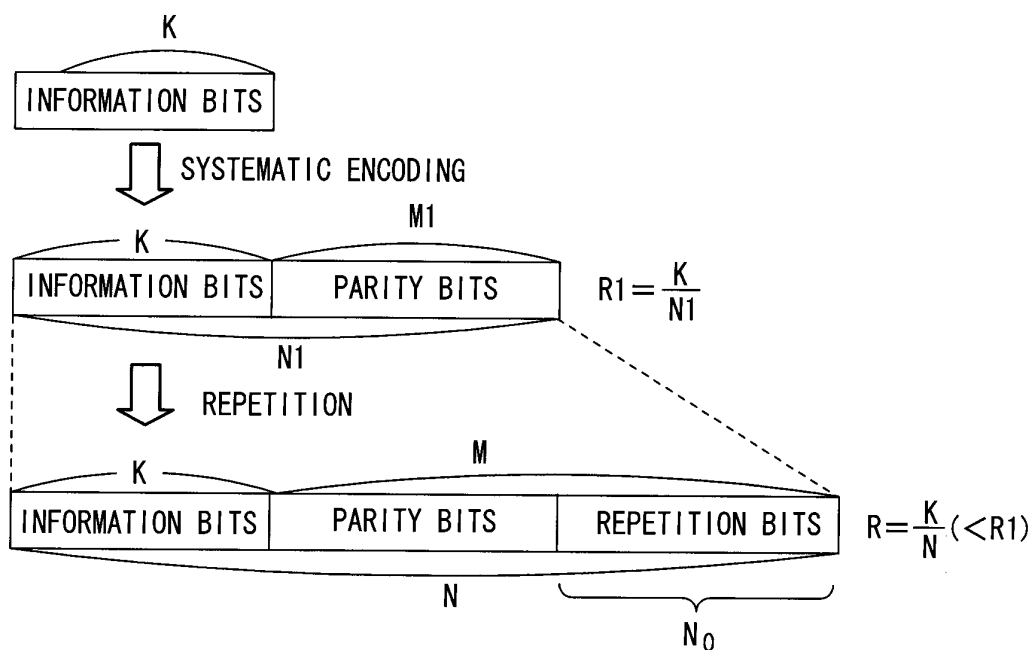 K
INFORMATION BITS
SYSTEMATIC ENCODING
K
M1
INFORMATION BITS
PARITY BITS
R1=K/N1
N1
REPETITION
K
M
INFORMATION BITS
PARITY BITS
REPETITION BITS
R=K/N(<R1)
N
N0